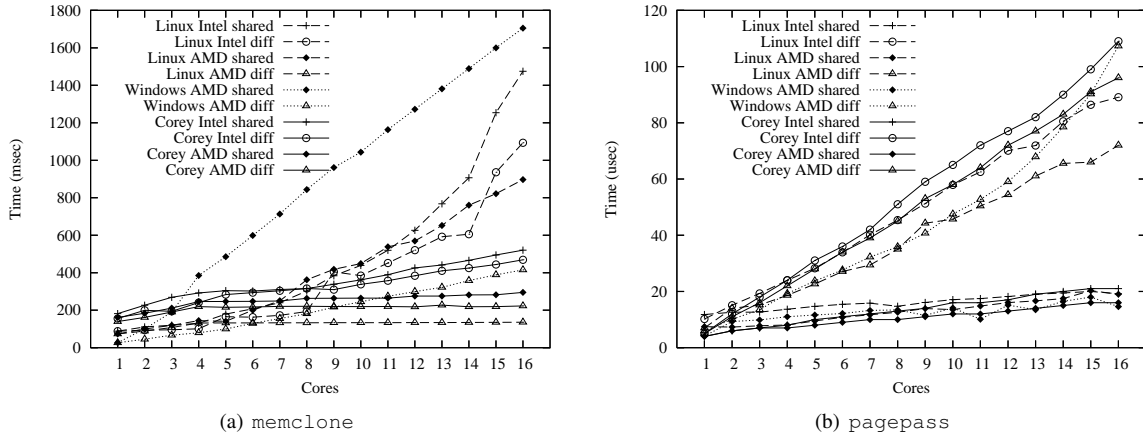 1800
1600
1400
1200
1000
800
600
400
200
0
Time (msec)
Linux Intel shared
Linux Intel diff
Linux AMD shared
Linux AMD diff
Windows AMD shared
Windows AMD diff
Corey Intel shared
Corey Intel diff
Corey AMD shared
Corey AMD diff
1 2 3 4 5 6 7 8 9 10 11 12 13 14 15 16
Cores
(a) memclone
120
100
80
60
40
20
0
Time (usec)
Linux Intel shared
Linux Intel diff
Linux AMD shared
Linux AMD diff
Windows AMD shared
Windows AMD diff
Corey Intel shared
Corey Intel diff
Corey AMD shared
Corey AMD diff
1 2 3 4 5 6 7 8 9 10 11 12 13 14 15 16
Cores
(b) pagepass